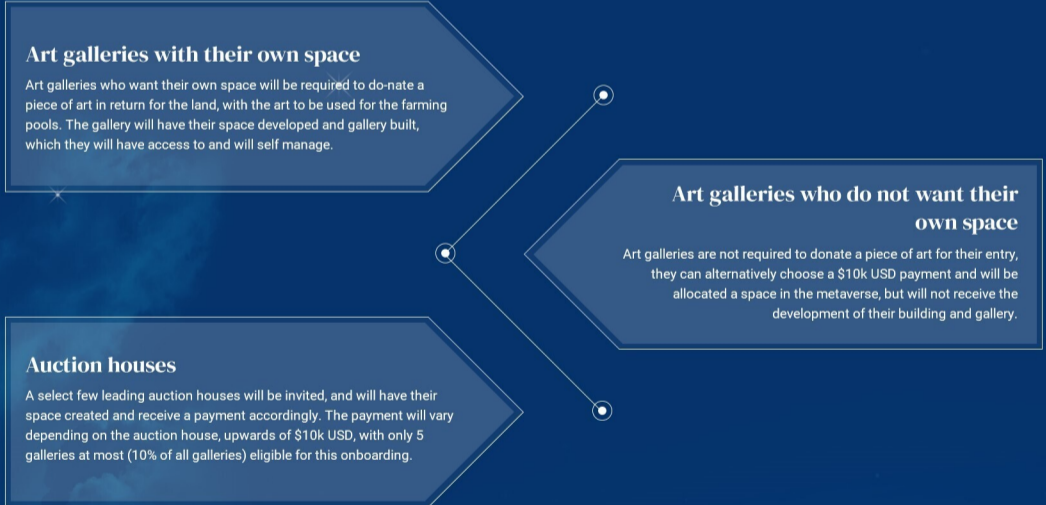 Art galleries with their own space
Art galleries who want their own space will be required to do-nate a
piece of art in return for the land, with the art to be used for the farming
pools. The gallery will have their space developed and gallery built,
which they will have access to and will self manage.
Art galleries who do not want their
own space
Art galleries are not required to donate a piece of art for their entry,
they can alternatively choose a $10k USD payment and will be
allocated a space in the metaverse, but will not receive the
development of their building and gallery.
Auction houses
A select few leading auction houses will be invited, and will have their
space created and receive a payment accordingly. The payment will vary
depending on the auction house, upwards of $10k USD, with only 5
galleries at most (10% of all galleries) eligible for this onboarding.